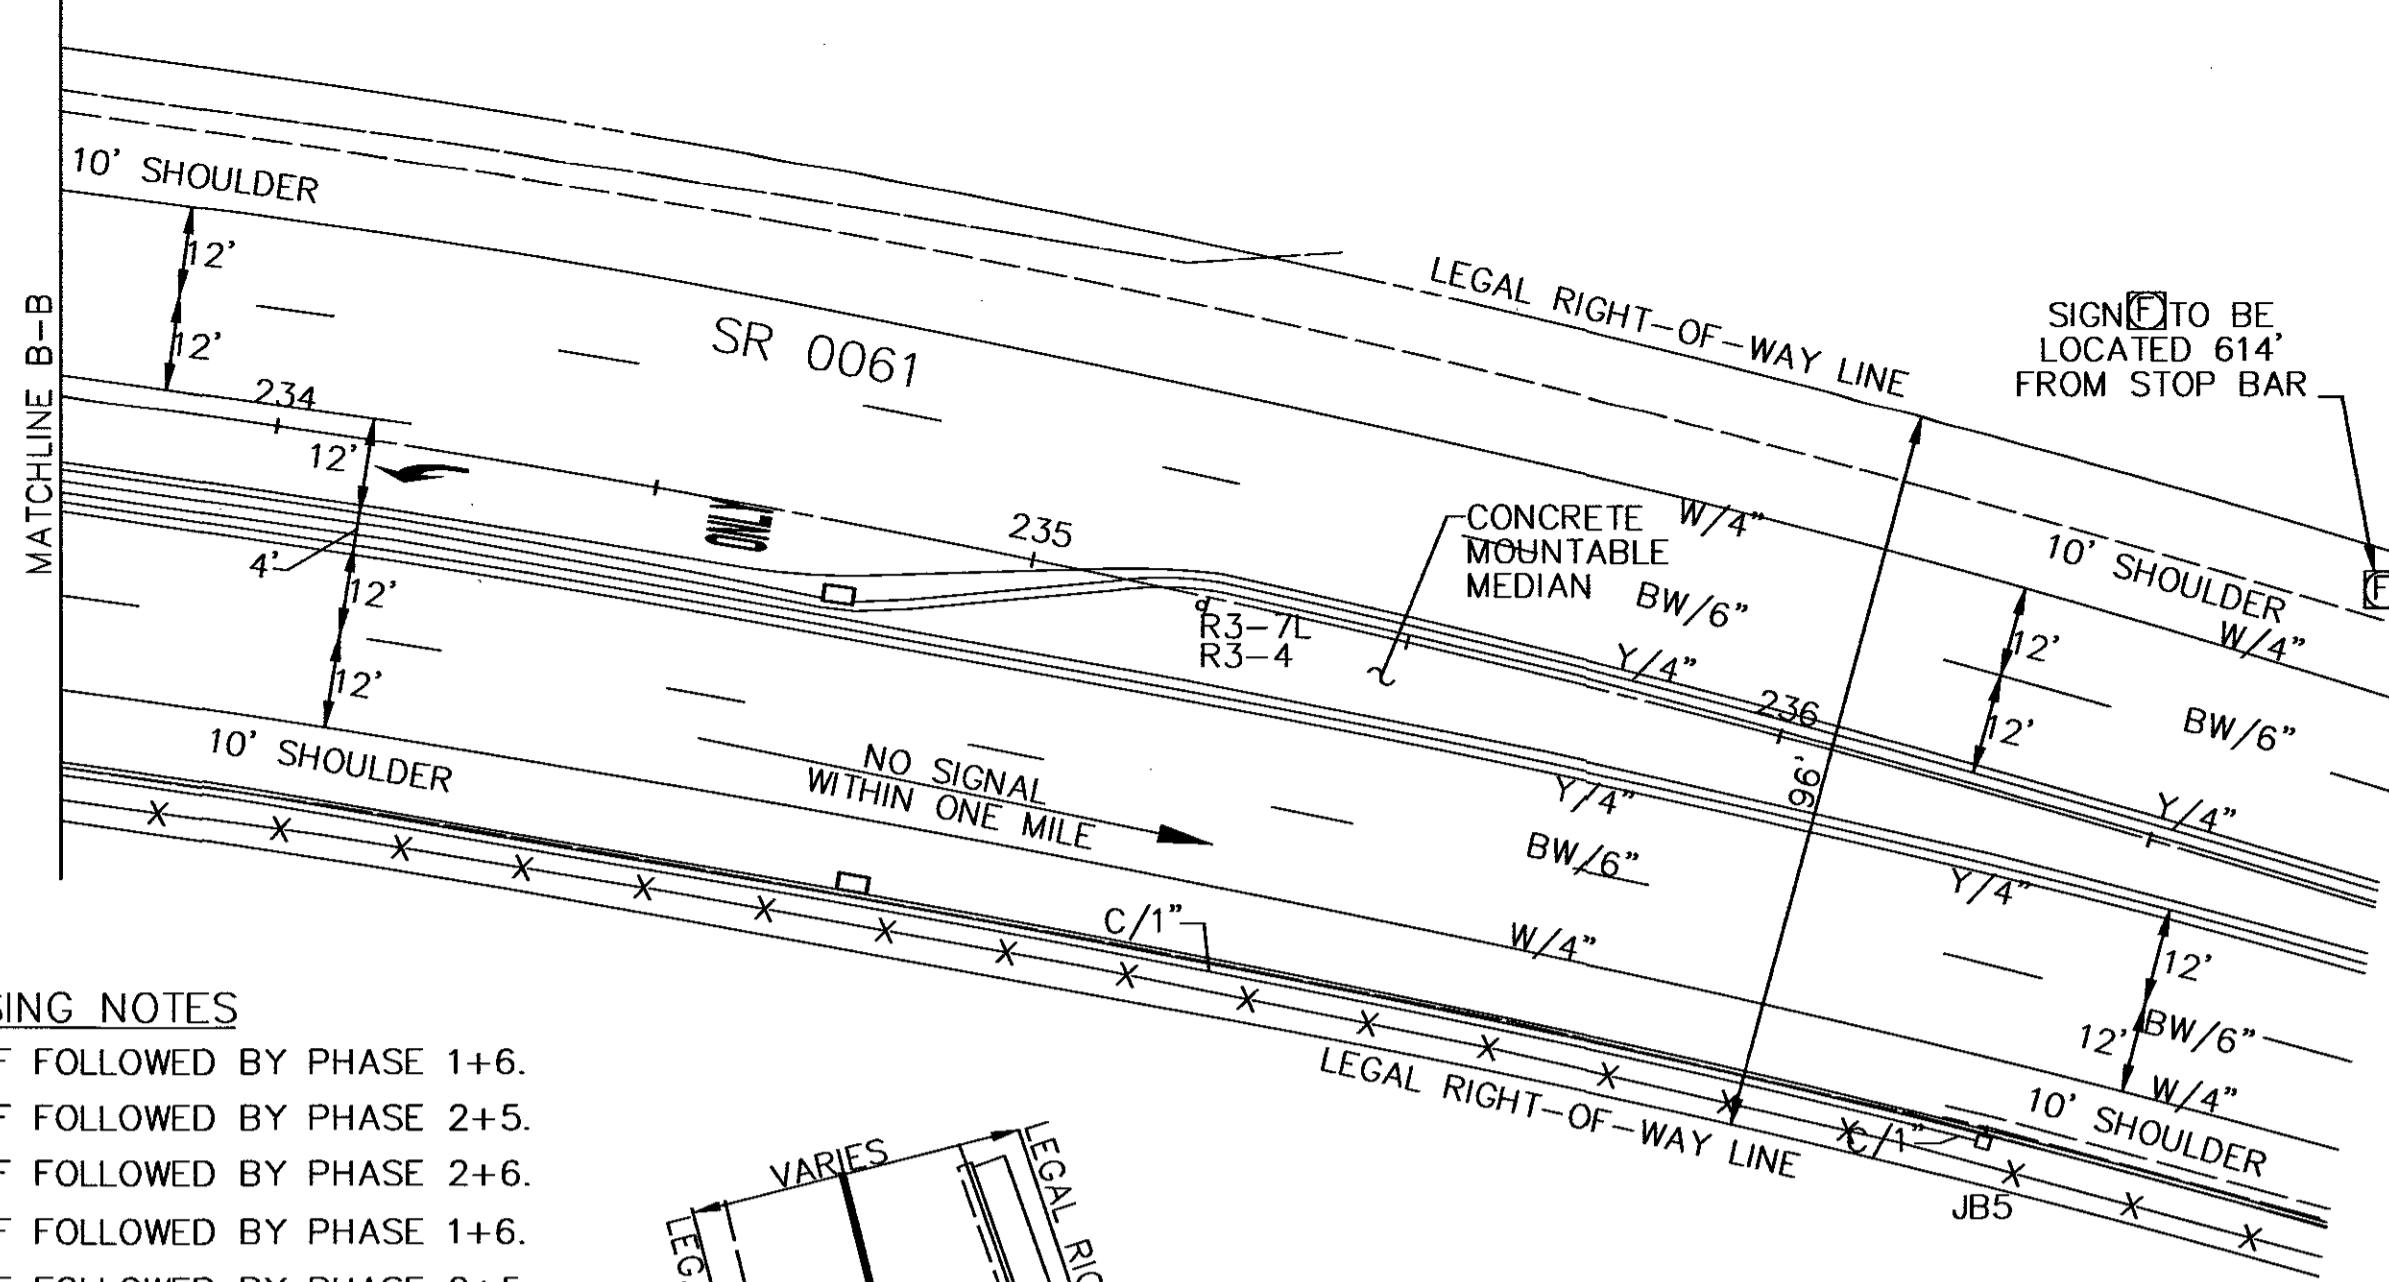 MATCHLINE B-B
10' SHOULDER
12'
12'
234
12'
4'
12'
12'
10' SHOULDER
SR 0061
ONLY
235
R3-7L
R3-4
CONCRETE
MOUNTABLE
MEDIAN
LEGAL RIGHT-OF-WAY LINE
SIGN F TO BE
LOCATED 614'
FROM STOP BAR
F
W/4"
BW/6"
Y/4"
236
96'
10' SHOULDER
W/4"
12'
12'
BW/6"
Y/4"
NO SIGNAL
WITHIN ONE MILE
Y/4"
BW/6"
W/4"
Y/4"
12'
12'
BW/6"
W/4"
10' SHOULDER
C/1"
C/1"
JB5
LEGAL RIGHT-OF-WAY LINE
SING NOTES
F FOLLOWED BY PHASE 1+6.
F FOLLOWED BY PHASE 2+5.
F FOLLOWED BY PHASE 2+6.
F FOLLOWED BY PHASE 1+6.
VARIES
LEG
LEGAL RIG